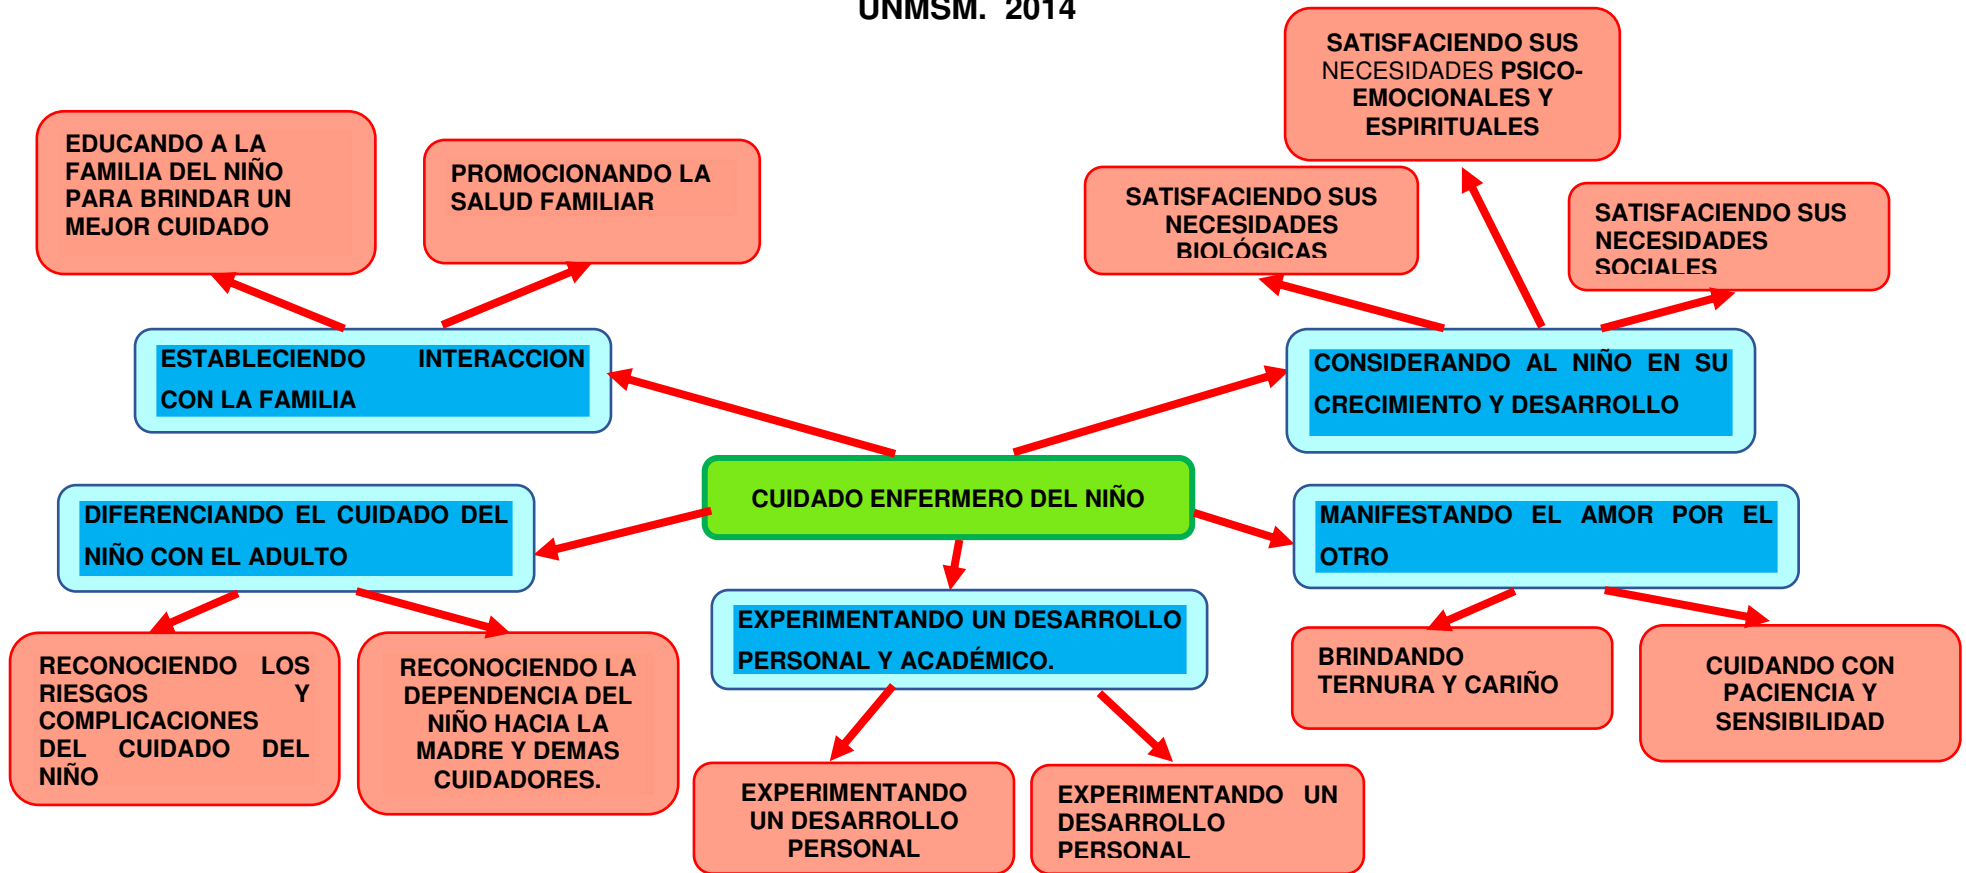 UNMSM. 2014
SATISFACIENDO SUS
NECESIDADES PSICO-
EMOCIONALES Y
ESPIRITUALES
EDUCANDO A LA
FAMILIA DEL NIÑO
PARA BRINDAR UN
MEJOR CUIDADO
PROMOCIONANDO LA
SALUD FAMILIAR
SATISFACIENDO SUS
NECESIDADES
BIOLÓGICAS
SATISFACIENDO SUS
NECESIDADES
SOCIALES
ESTABLECIENDO INTERACCION
CON LA FAMILIA
CONSIDERANDO AL NIÑO EN SU
CRECIMIENTO Y DESARROLLO
CUIDADO ENFERMERO DEL NIÑO
DIFERENCIANDO EL CUIDADO DEL
NIÑO CON EL ADULTO
MANIFESTANDO EL AMOR POR EL
OTRO
EXPERIMENTANDO UN DESARROLLO
PERSONAL Y ACADÉMICO.
RECONOCIENDO LOS
RIESGOS Y
COMPLICACIONES
DEL CUIDADO DEL
NIÑO
RECONOCIENDO LA
DEPENDENCIA DEL
NIÑO HACIA LA
MADRE Y DEMAS
CUIDADORES.
BRINDANDO
TERNURA Y CARIÑO
CUIDANDO CON
PACIENCIA Y
SENSIBILIDAD
EXPERIMENTANDO
UN DESARROLLO
PERSONAL
EXPERIMENTANDO UN
DESARROLLO
PERSONAL